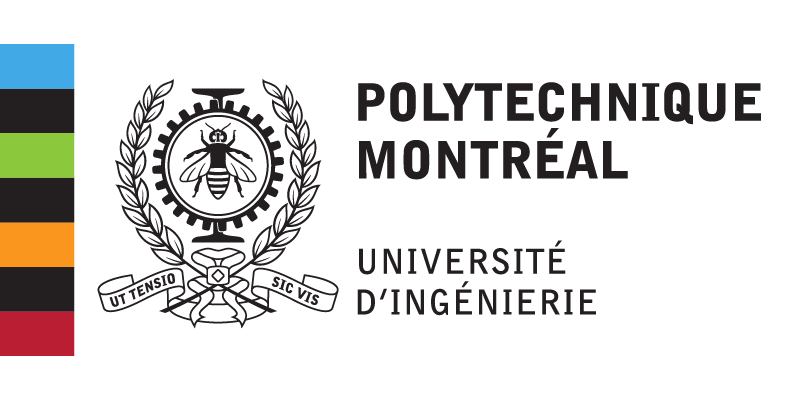 POLYTECHNIQUE
MONTRÉAL
UNIVERSITÉ
D'INGÉNIERIE
UT TENSIO
SIC VIS